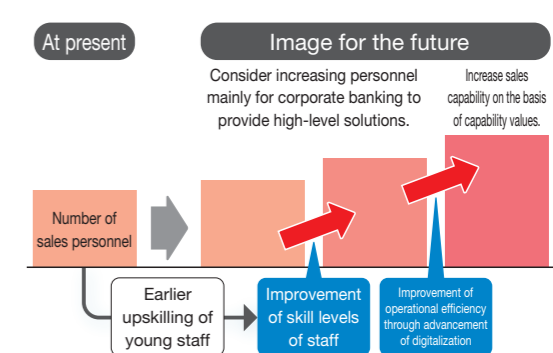 At present
Image for the future
Consider increasing personnel
mainly for corporate banking to
provide high-level solutions.
Increase sales
capability on the basis
of capability values.
Number of
sales personnel
Earlier
upskilling of
young staff
Improvement
of skill levels
of staff
Improvement of
operational efficiency
through advancement
of digitalization